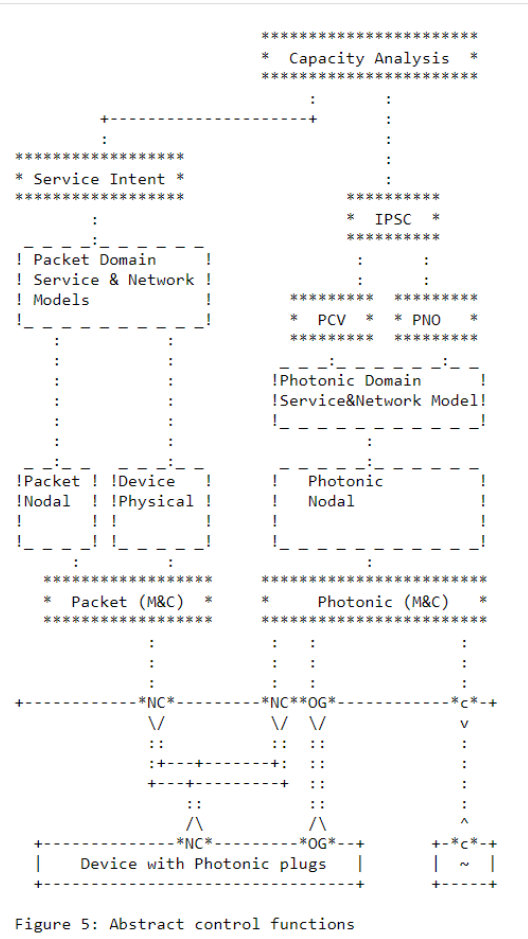 ***********************
                          *  Capacity Analysis  *
                          ***********************
                               :       :
         +---------------------+       :
         :                             :
******************                     :
* Service Intent *                     :
******************                 **********
        :                          *  IPSC  *
 _ _ _ _:_ _ _ _ _ _               **********
! Packet Domain     !               :      :
! Service & Network !               :      :
! Models            !        *********  *********
!_ _ _ _ _ _ _ _ _ _!        *  PCV  *  * PNO   *
    :           :            *********  *********
    :           :           _ _ _:_ _ _ _ _ _:_ _
    :           :           !Photonic Domain      !
    :           :           !Service&Network Model!
    :           :           !_ _ _ _ _ _ _ _ _ _ _!
    :           :                     :
 _ _:_ _   _ _ _:_ _         _ _ _ _ _:_ _ _ _ _ _
!Packet ! !Device   !       !   Photonic          !
!Nodal  ! !Physical !       !   Nodal             !
!       ! !         !       !                     !
!_ _ _ _! !_ _ _ _ _!       !_ _ _ _ _ _ _ _ _ _ _!
      :         :                     :
   ******************     ************************
   *  Packet (M&C)  *     *     Photonic (M&C)   *
   ******************     ************************
              :            :   :               :
              :            :   :               :
              :            :   :               :
+------------*NC*---------*NC**OG*------------*c*-+
              \/           \/  \/              v
              ::           ::  ::              :
              :+---+-------+:  ::              :
              +---+---------+  ::              :
                  ::           ::              :
                  /\           /\              ^
  +--------------*NC*---------*OG*--+       +-*c*-+
  |    Device with Photonic plugs   |       |  ~  |
  +---------------------------------+       +-----+
Figure 5: Abstract control functions